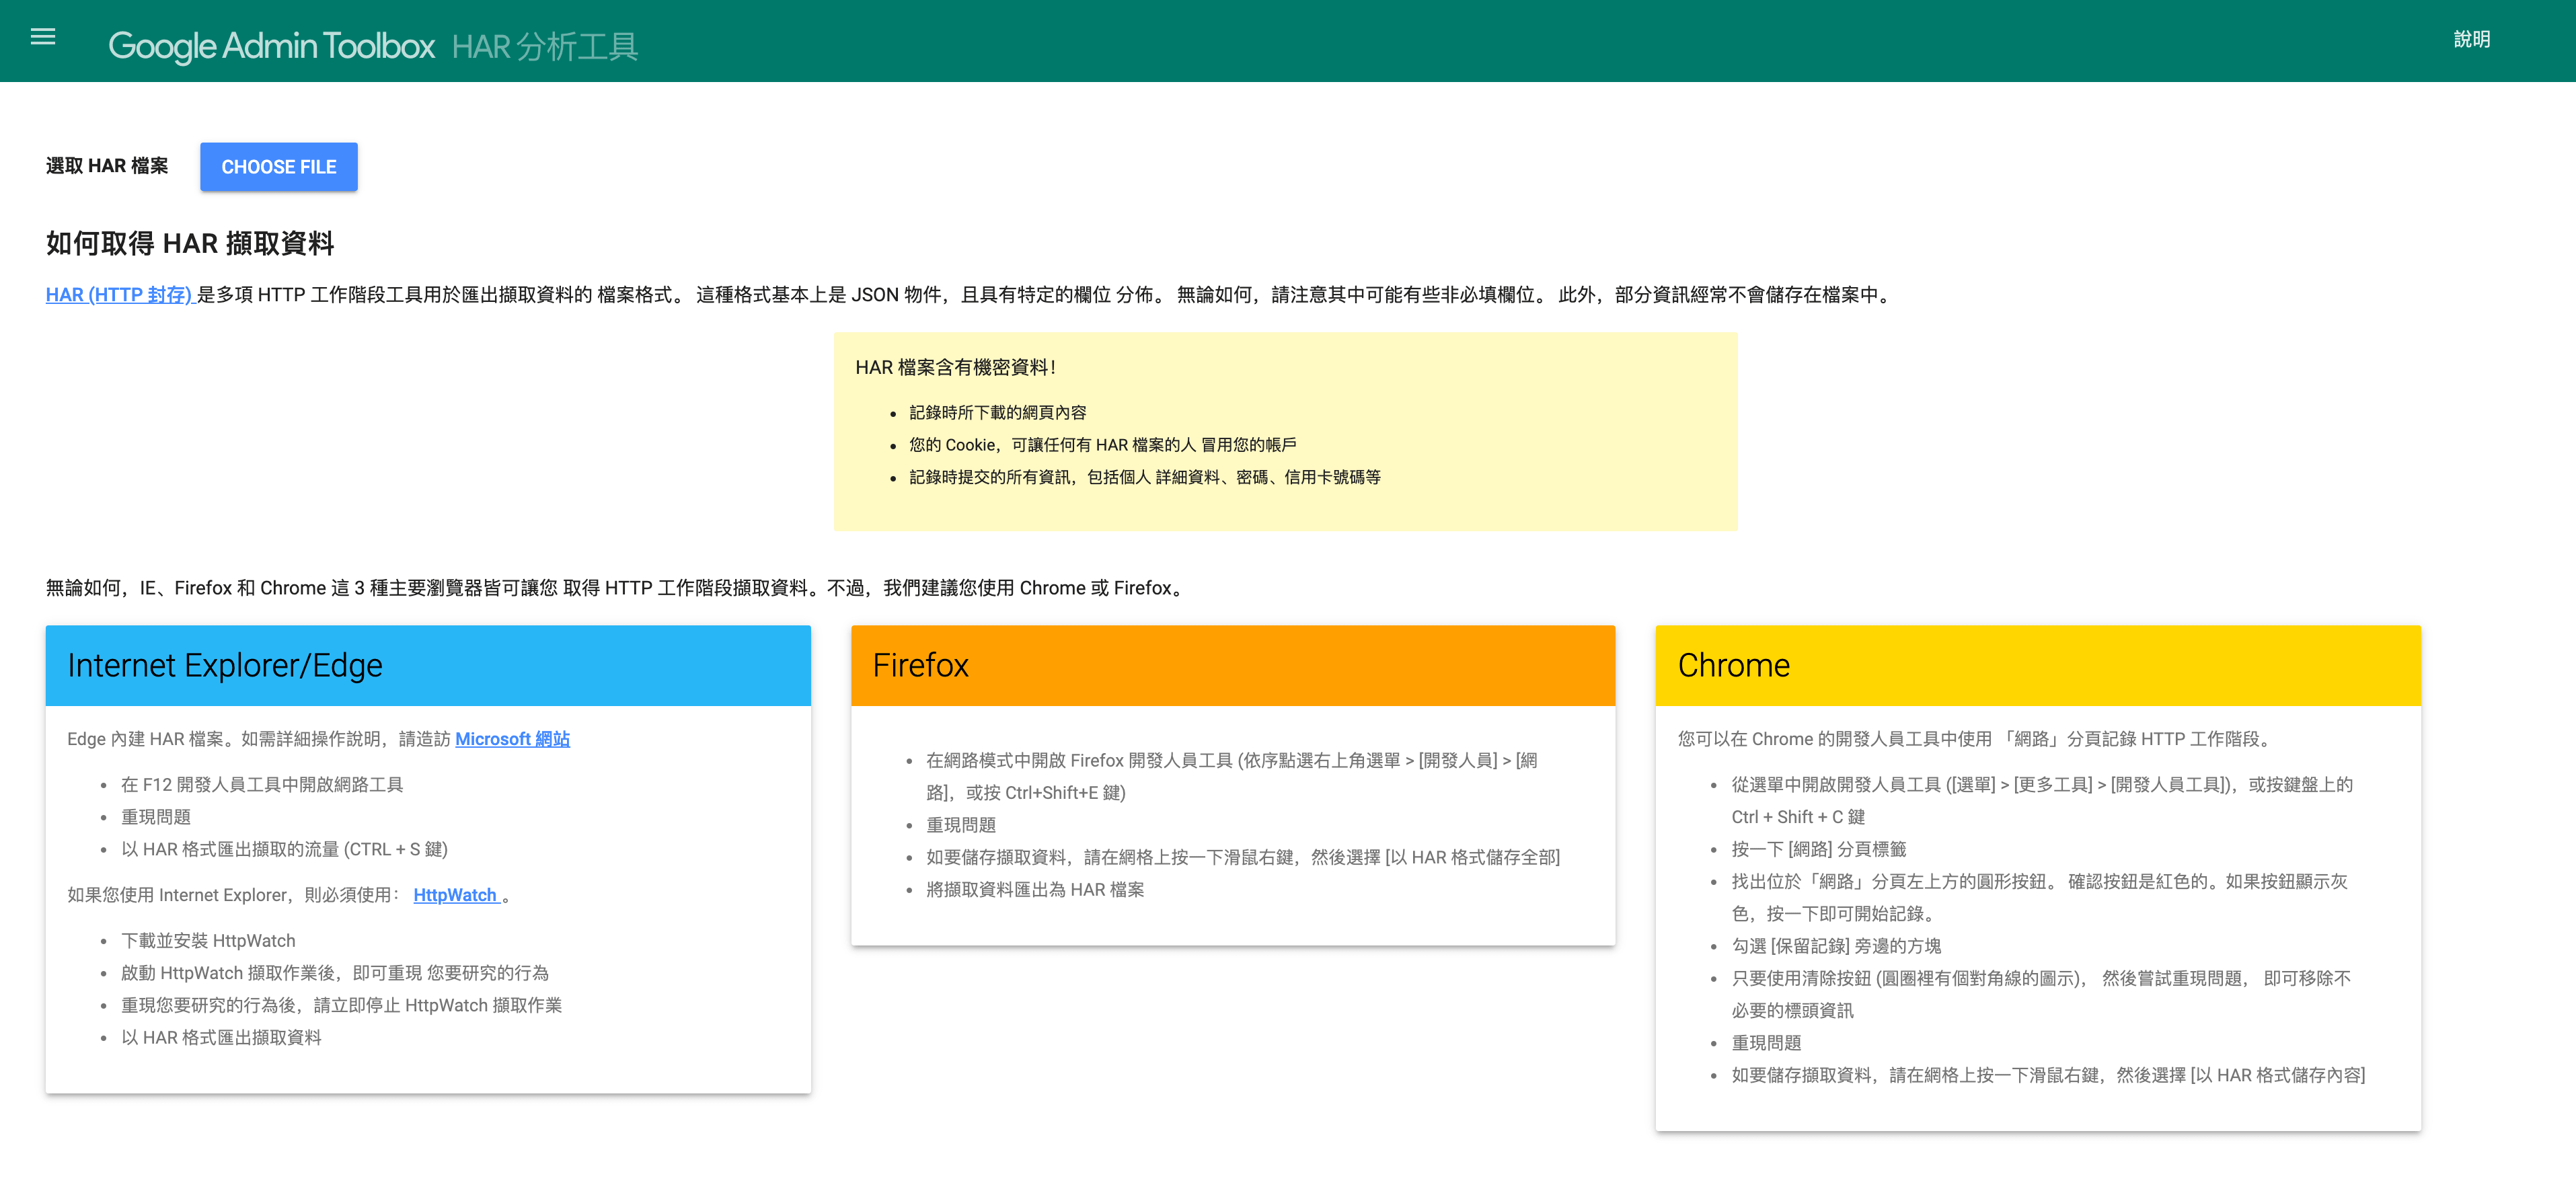 Google Admin Toolbox HAR 分析工具
說明
選取 HAR 檔案
CHOOSE FILE
如何取得 HAR 擷取資料
HAR (HTTP 封存) 是多項 HTTP 工作階段工具用於匯出擷取資料的 檔案格式。 這種格式基本上是 JSON 物件，且具有特定的欄位 分佈。 無論如何，請注意其中可能有些非必填欄位。 此外，部分資訊經常不會儲存在檔案中。
HAR 檔案含有機密資料！
記錄時所下載的網頁內容
您的 Cookie，可讓任何有 HAR 檔案的人 冒用您的帳戶
記錄時提交的所有資訊，包括個人 詳細資料、密碼、信用卡號碼等
無論如何，IE、Firefox 和 Chrome 這 3 種主要瀏覽器皆可讓您 取得 HTTP 工作階段擷取資料。不過，我們建議您使用 Chrome 或 Firefox。
Internet Explorer/Edge
Edge 內建 HAR 檔案。如需詳細操作說明，請造訪 Microsoft 網站
在 F12 開發人員工具中開啟網路工具
重現問題
以 HAR 格式匯出擷取的流量 (CTRL + S 鍵)
如果您使用 Internet Explorer，則必須使用： HttpWatch 。
下載並安裝 HttpWatch
啟動 HttpWatch 擷取作業後，即可重現 您要研究的行為
重現您要研究的行為後，請立即停止 HttpWatch 擷取作業
以 HAR 格式匯出擷取資料
Firefox
在網路模式中開啟 Firefox 開發人員工具 (依序點選右上角選單 > [開發人員] > [網
路]，或按 Ctrl+Shift+E 鍵)
重現問題
如要儲存擷取資料，請在網格上按一下滑鼠右鍵，然後選擇 [以 HAR 格式儲存全部]
將擷取資料匯出為 HAR 檔案
Chrome
您可以在 Chrome 的開發人員工具中使用 「網路」分頁記錄 HTTP 工作階段。
從選單中開啟開發人員工具 ([選單] > [更多工具] > [開發人員工具])，或按鍵盤上的
Ctrl + Shift + C 鍵
按一下 [網路] 分頁標籤
找出位於「網路」分頁左上方的圓形按鈕。 確認按鈕是紅色的。如果按鈕顯示灰
色，按一下即可開始記錄。
勾選 [保留記錄] 旁邊的方塊
只要使用清除按鈕 (圓圈裡有個對角線的圖示)， 然後嘗試重現問題， 即可移除不
必要的標頭資訊
重現問題
如要儲存擷取資料，請在網格上按一下滑鼠右鍵，然後選擇 [以 HAR 格式儲存內容]